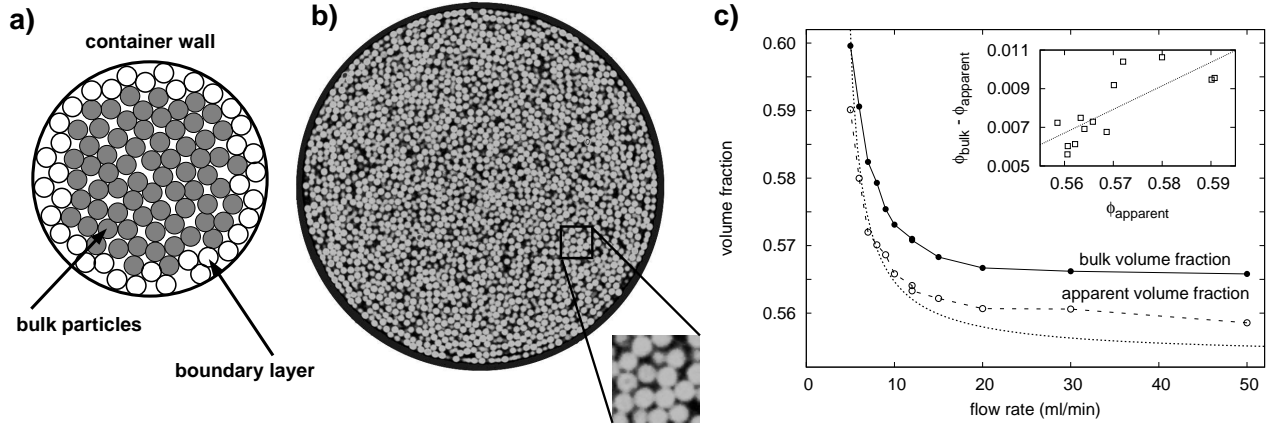 a)
container wall
bulk particles
boundary layer
b)
c)
volume fraction
0.60
0.59
0.58
0.57
0.56
0 10 20 30 40 50
flow rate (ml/min)
bulk volume fraction
apparent volume fraction
ϕbulk - ϕapparent
0.011
0.009
0.007
0.005
0.56 0.57 0.58 0.59
ϕapparent